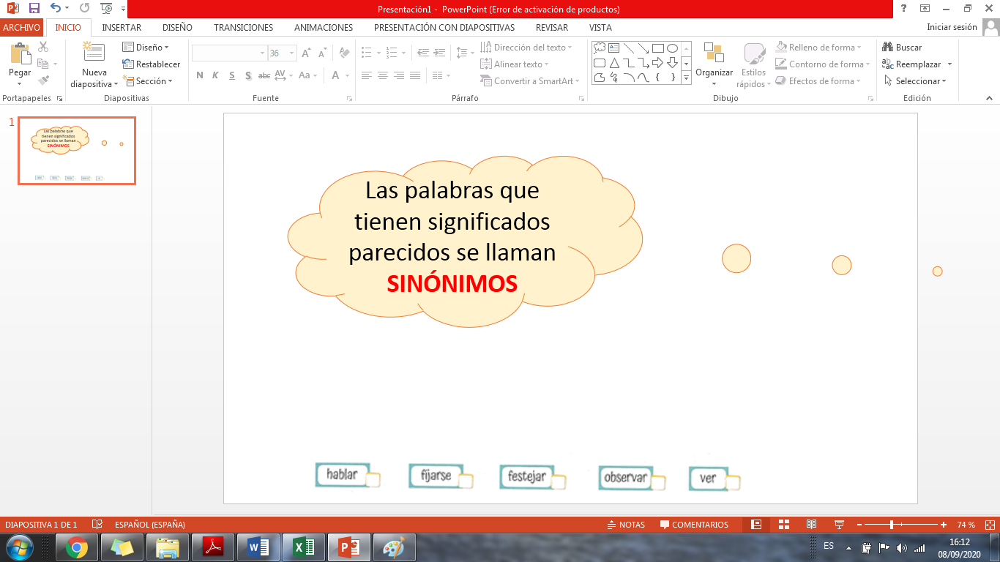 Presentación1 - PowerPoint (Error de activación de productos)
?
ARCHIVO INICIO INSERTAR DISEÑO TRANSICIONES ANIMACIONES PRESENTACIÓN CON DIAPOSITIVAS REVISAR VISTA Iniciar sesión
Pegar
Portapapeles
Nueva diapositiva
Diseño
Restablecer
Sección
Diapositivas
36
N K S S abc AV Aa A
Fuente
Dirección del texto
Alinear texto
Convertir a SmartArt
Párrafo
Organizar
Estilos rápidos
Relleno de forma
Contorno de forma
Efectos de forma
Dibujo
Buscar
Reemplazar
Seleccionar
Edición
1
Las palabras que
tienen significados
parecidos se llaman
SINÓNIMOS
Las palabras que
tienen significados
parecidos se llaman
SINÓNIMOS
hablar fijarse festejar observar ver
DIAPOSITIVA 1 DE 1 ESPAÑOL (ESPAÑA) NOTAS COMENTARIOS 74 %
ES 16:12
08/09/2020